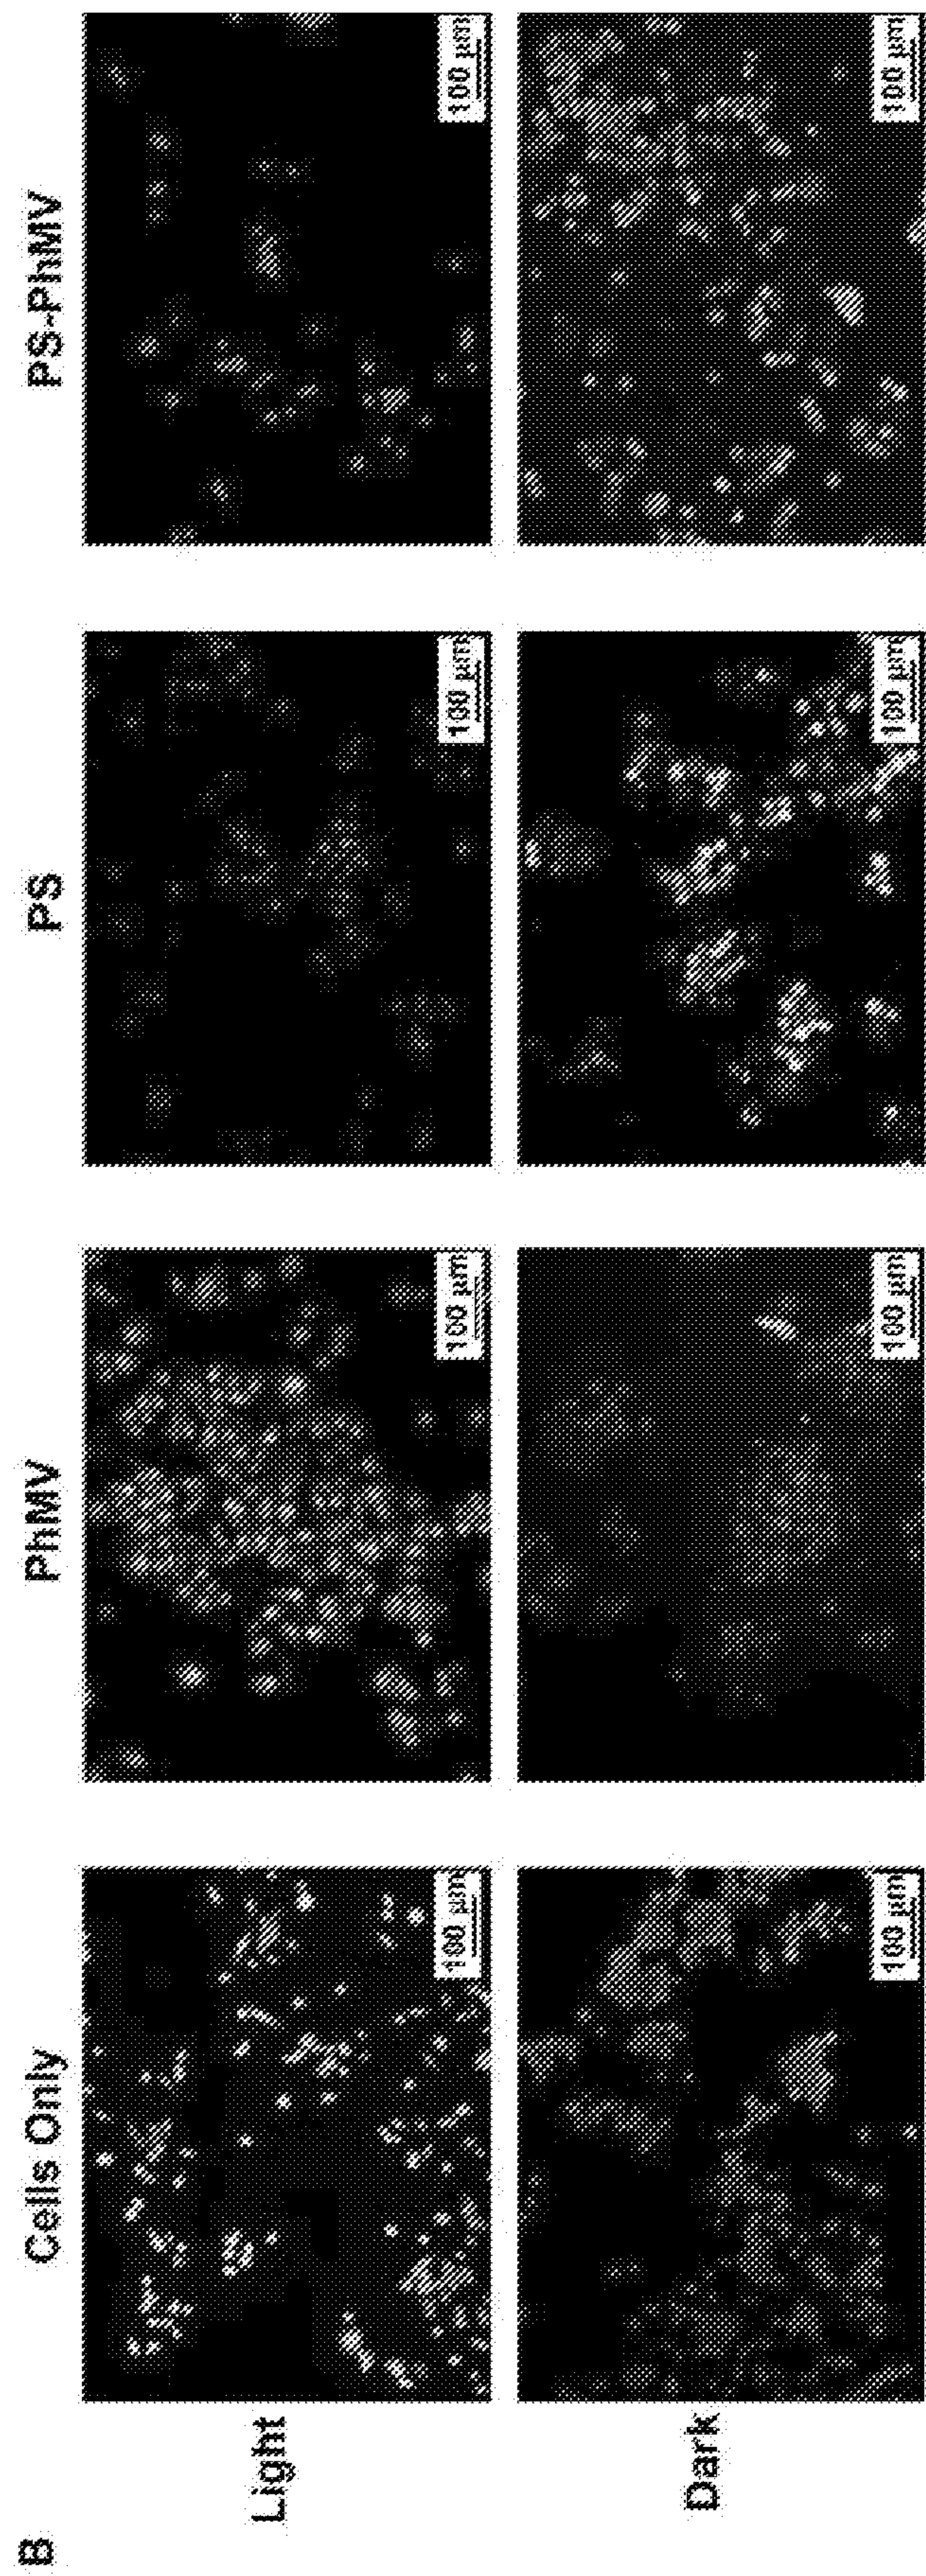 B
Cells Only PhMV PS PS-PhMV
Light
100 µm 100 µm 100 µm 100 µm
Dark
100 µm 100 µm 100 µm 100 µm